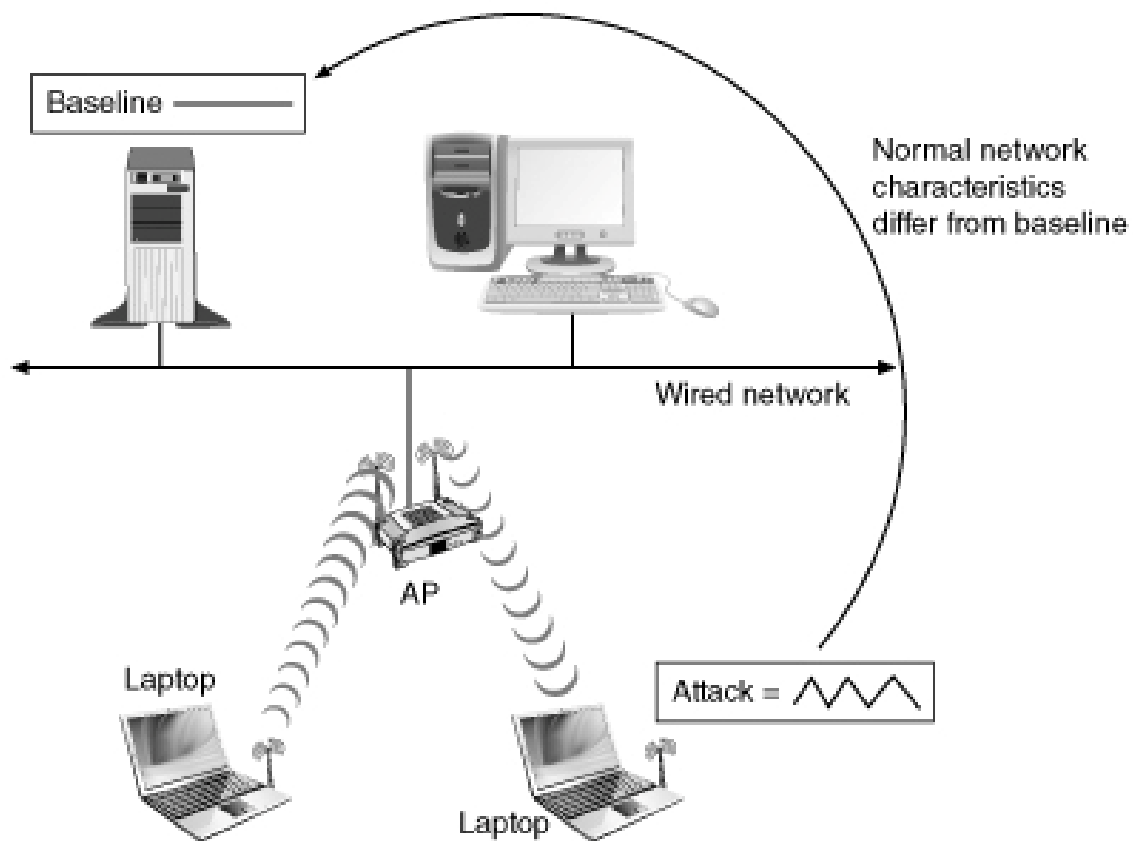 Baseline
Normal network
characteristics
differ from baseline
Wired network
AP
Laptop
Attack =
Laptop